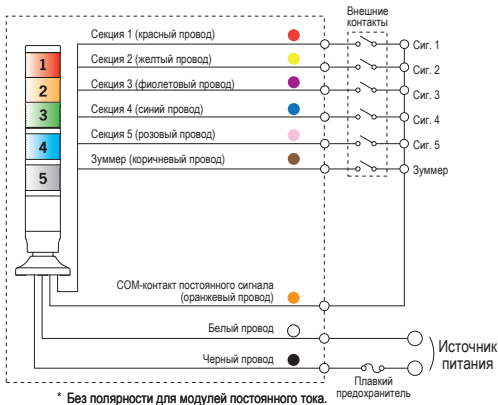 Внешние
контакты
Секция 1 (красный провод)
Сиг. 1
1
Секция 2 (желтый провод)
Сиг. 2
2
Секция 3 (фиолетовый провод)
Сиг. 3
3
Секция 4 (синий провод)
Сиг. 4
4
Секция 5 (розовый провод)
Сиг. 5
5
Зуммер (коричневый провод)
Зуммер
COM-контакт постоянного сигнала
(оранжевый провод)
Белый провод
Черный провод
Источник
питания
Плавкий
предохранитель
* Без полярности для модулей постоянного тока.